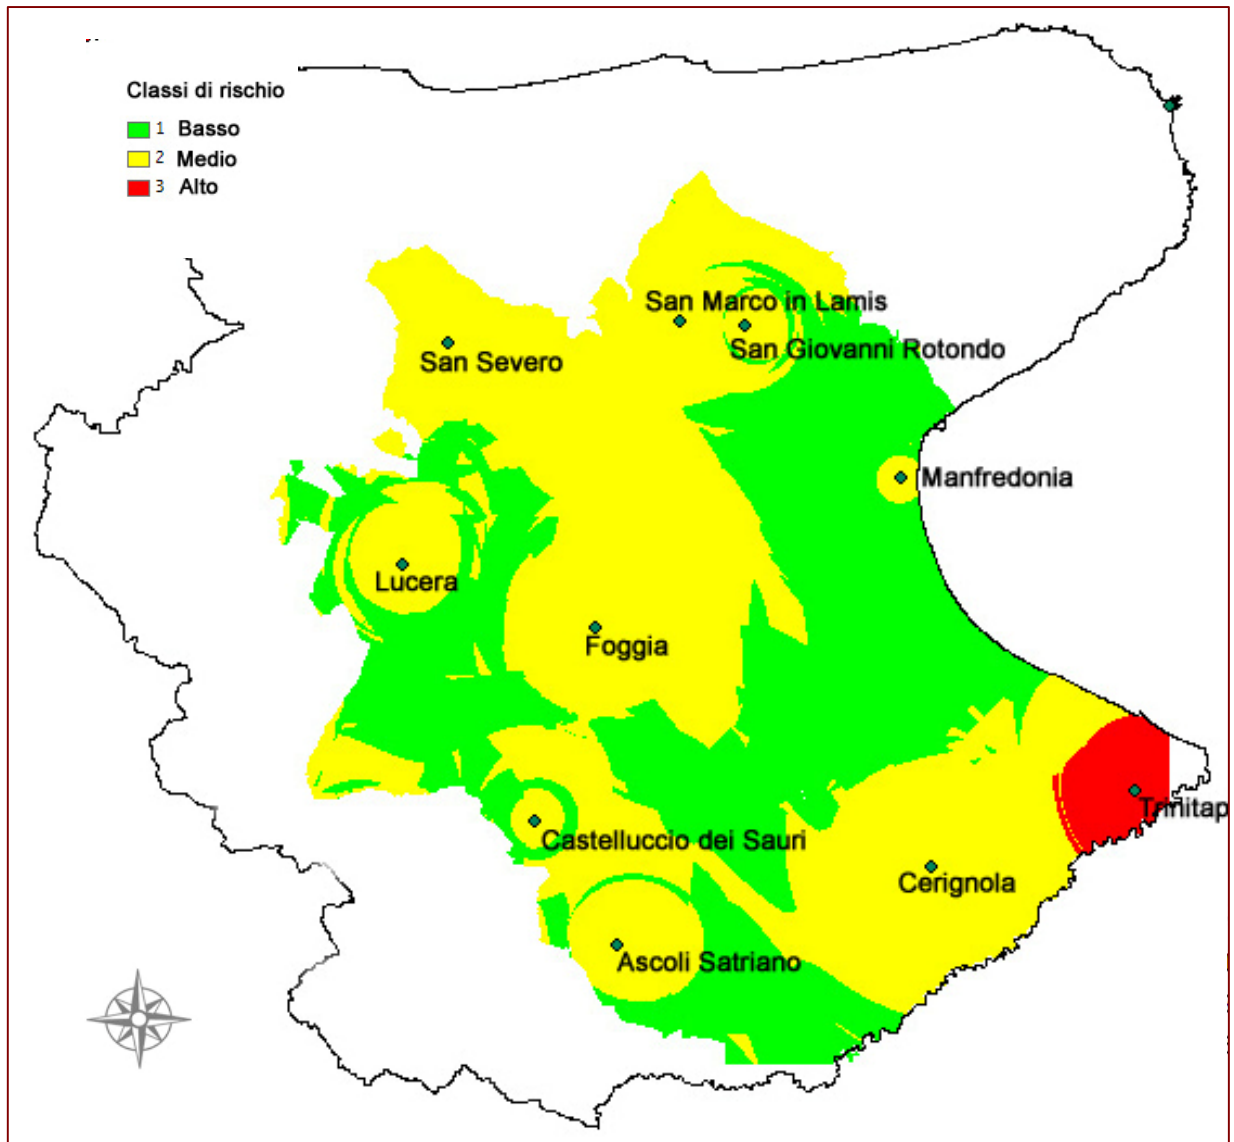 Classi di rischio
1 Basso
2 Medio
3 Alto
San Marco in Lamis
San Giovanni Rotondo
San Severo
Manfredonia
Lucera
Foggia
Trinitap
Castelluccio dei Sauri
Cerignola
Ascoli Satriano